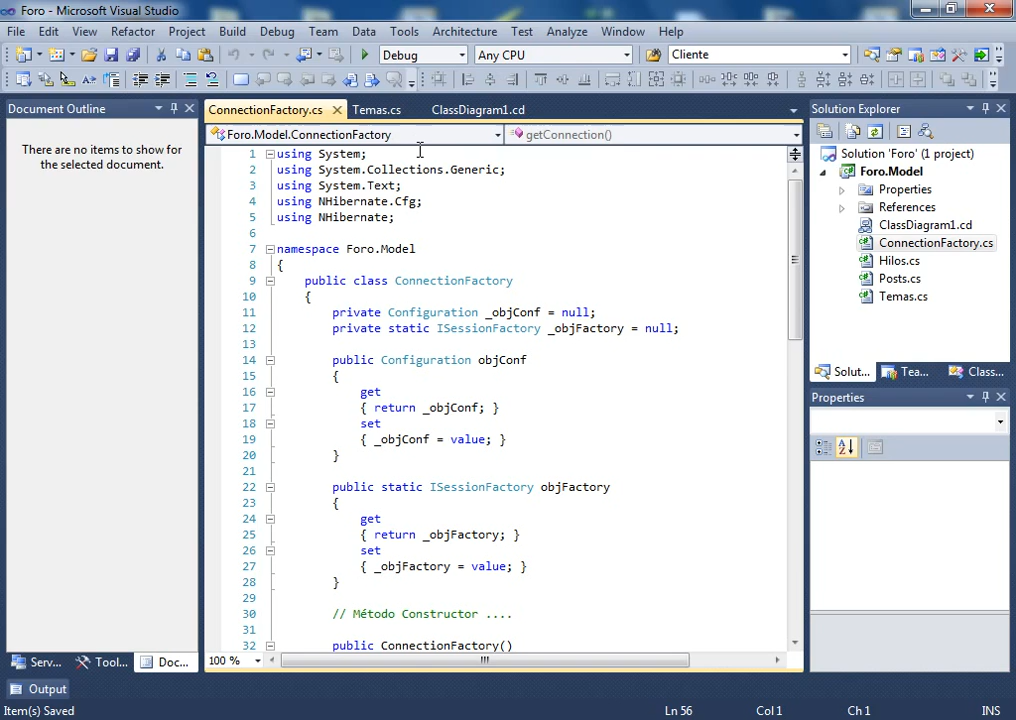 Foro - Microsoft Visual Studio
File Edit View Refactor Project Build Debug Team Data Tools Architecture Test Analyze Window Help
Debug Any CPU Cliente
Document Outline
There are no items to show for
the selected document.
ConnectionFactory.cs Temas.cs ClassDiagram1.cd
Foro.Model.ConnectionFactory getConnection()
1 using System;
2 using System.Collections.Generic;
3 using System.Text;
4 using NHibernate.Cfg;
5 using NHibernate;
6
7 namespace Foro.Model
8 {
9 public class ConnectionFactory
10 {
11 private Configuration _objConf = null;
12 private static ISessionFactory _objFactory = null;
13
14 public Configuration objConf
15 {
16 get
17 { return _objConf; }
18 set
19 { _objConf = value; }
20 }
21
22 public static ISessionFactory objFactory
23 {
24 get
25 { return _objFactory; }
26 set
27 { _objFactory = value; }
28 }
29
30 // Método Constructor ....
31
32 public ConnectionFactory()
100 %
Solution Explorer
Solution 'Foro' (1 project)
Foro.Model
Properties
References
ClassDiagram1.cd
ConnectionFactory.cs
Hilos.cs
Posts.cs
Temas.cs
Solut... Tea... Class...
Properties
Serv... Tool... Doc...
Output
Item(s) Saved Ln 56 Col 1 Ch 1 INS